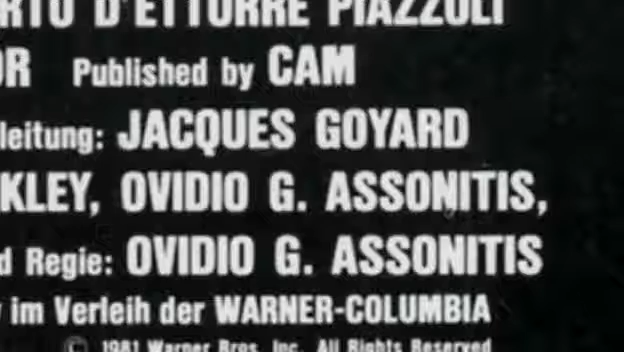 RTO D'ETTORRE PIAZZOLI
OR Published by CAM
leitung: JACQUES GOYARD
KLEY, OVIDIO G. ASSONITIS,
d Regie: OVIDIO G. ASSONITIS
im Verleih der WARNER-COLUMBIA
© 1981 Warner Bros. Inc. All Rights Reserved